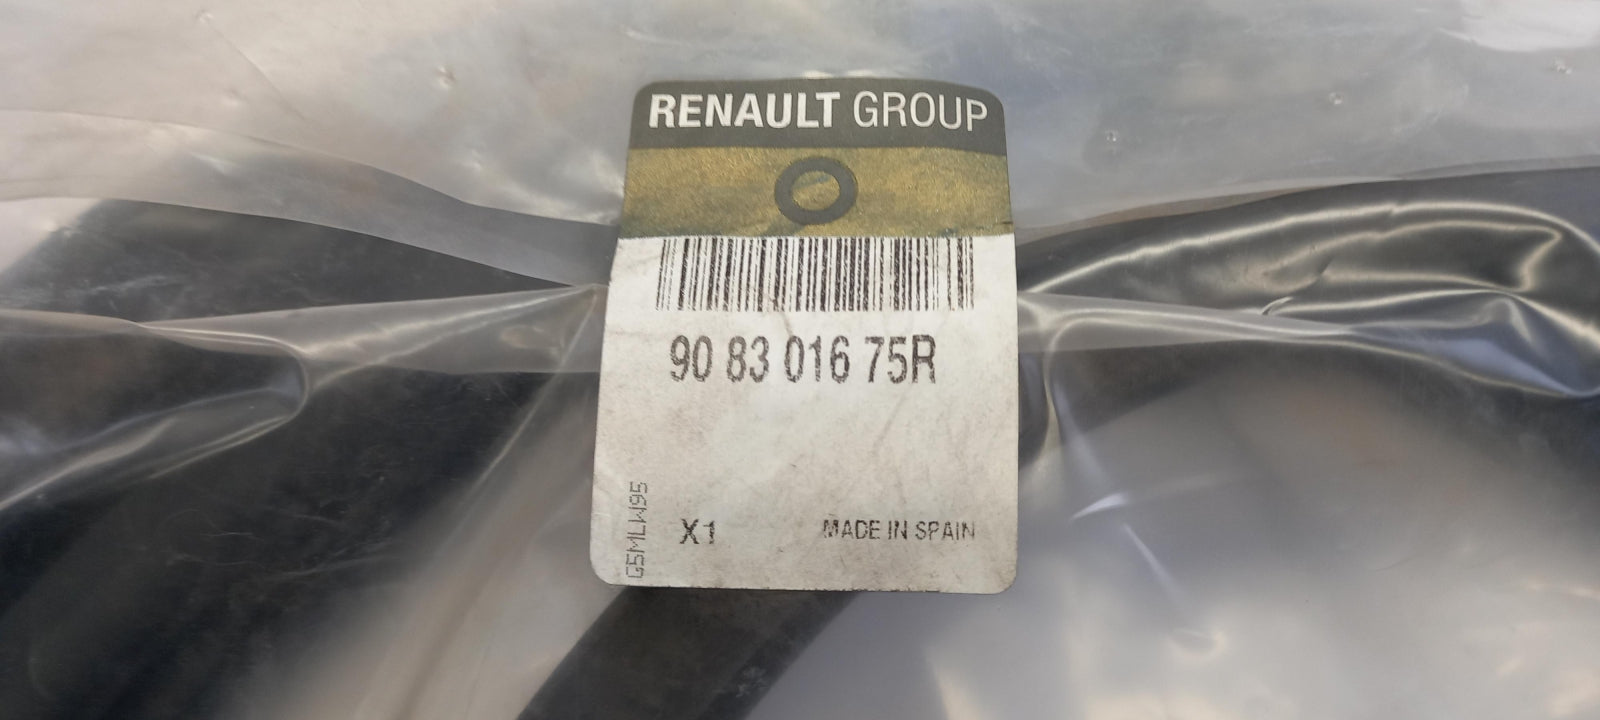 RENAULT GROUP
90 83 016 75R
G5MLW95
X1
MADE IN SPAIN